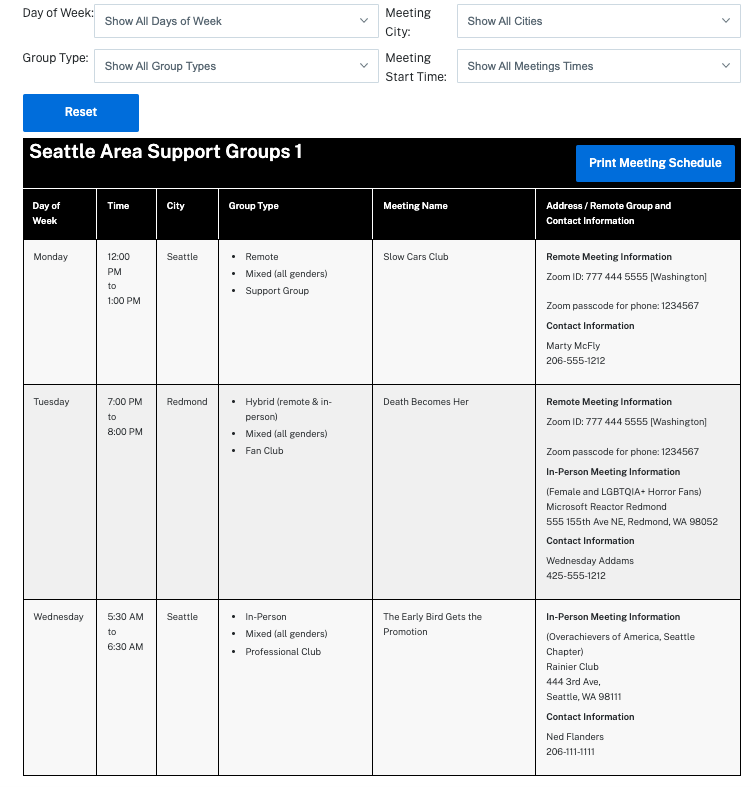 Day of Week:
Show All Days of Week
Meeting
City:
Show All Cities
Group Type:
Show All Group Types
Meeting
Start Time:
Show All Meetings Times
Reset
Seattle Area Support Groups 1
Print Meeting Schedule
Day of
Week
Time
City
Group Type
Meeting Name
Address / Remote Group and
Contact Information
Monday
12:00
PM
to
1:00 PM
Seattle
• Remote
• Mixed (all genders)
• Support Group
Slow Cars Club
Remote Meeting Information
Zoom ID: 777 444 5555 [Washington]
Zoom passcode for phone: 1234567
Contact Information
Marty McFly
206-555-1212
Tuesday
7:00 PM
to
8:00 PM
Redmond
• Hybrid (remote & in-
person)
• Mixed (all genders)
• Fan Club
Death Becomes Her
Remote Meeting Information
Zoom ID: 777 444 5555 [Washington]
Zoom passcode for phone: 1234567
In-Person Meeting Information
(Female and LGBTQIA+ Horror Fans)
Microsoft Reactor Redmond
555 155th Ave NE, Redmond, WA 98052
Contact Information
Wednesday Addams
425-555-1212
Wednesday
5:30 AM
to
6:30 AM
Seattle
• In-Person
• Mixed (all genders)
• Professional Club
The Early Bird Gets the
Promotion
In-Person Meeting Information
(Overachievers of America, Seattle
Chapter)
Rainier Club
444 3rd Ave,
Seattle, WA 98111
Contact Information
Ned Flanders
206-111-1111